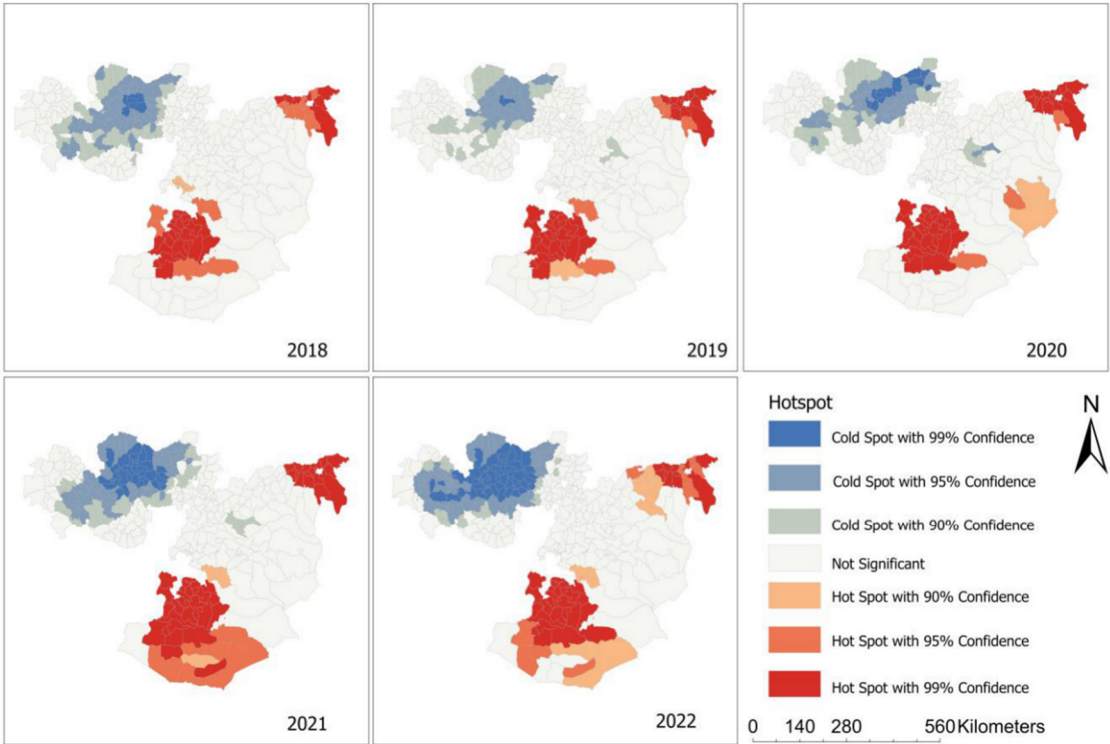 2018
2019
2020
2021
2022
Hotspot
Cold Spot with 99% Confidence
Cold Spot with 95% Confidence
Cold Spot with 90% Confidence
Not Significant
Hot Spot with 90% Confidence
Hot Spot with 95% Confidence
Hot Spot with 99% Confidence
N
0 140 280 560 Kilometers